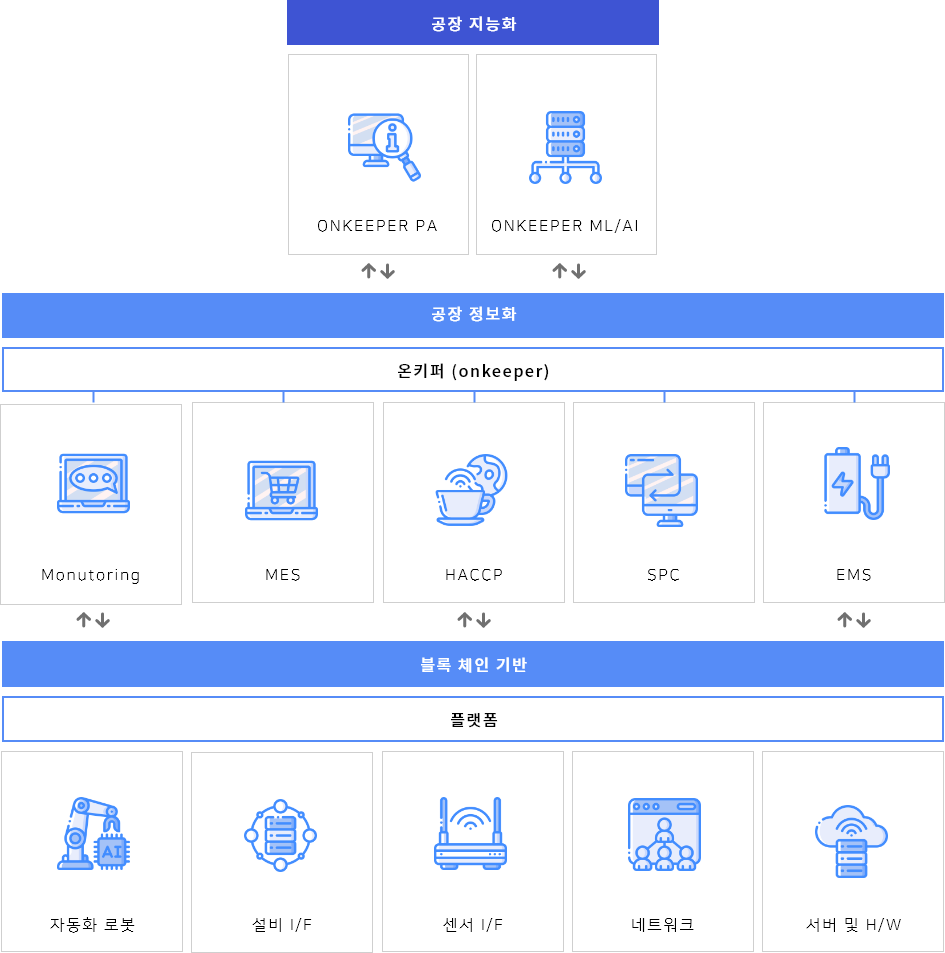 공장 지능화
ONKEEPER PA
ONKEEPER ML/AI
공장 정보화
온키퍼 (onkeeper)
Monutoring
MES
HACCP
SPC
EMS
블록 체인 기반
플랫폼
AI
자동화 로봇
설비 I/F
센서 I/F
네트워크
서버 및 H/W